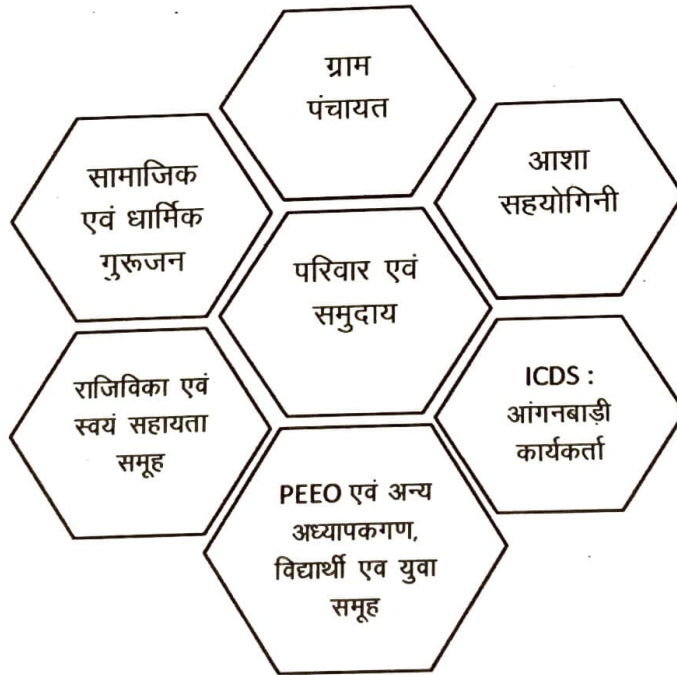 ग्राम
पंचायत
सामाजिक
एवं धार्मिक
गुरूजन
आशा
सहयोगिनी
परिवार एवं
समुदाय
राजिविका एवं
स्वयं सहायता
समूह
ICDS :
आंगनबाड़ी
कार्यकर्ता
PEEO एवं अन्य
अध्यापकगण,
विद्यार्थी एव युवा
समूह